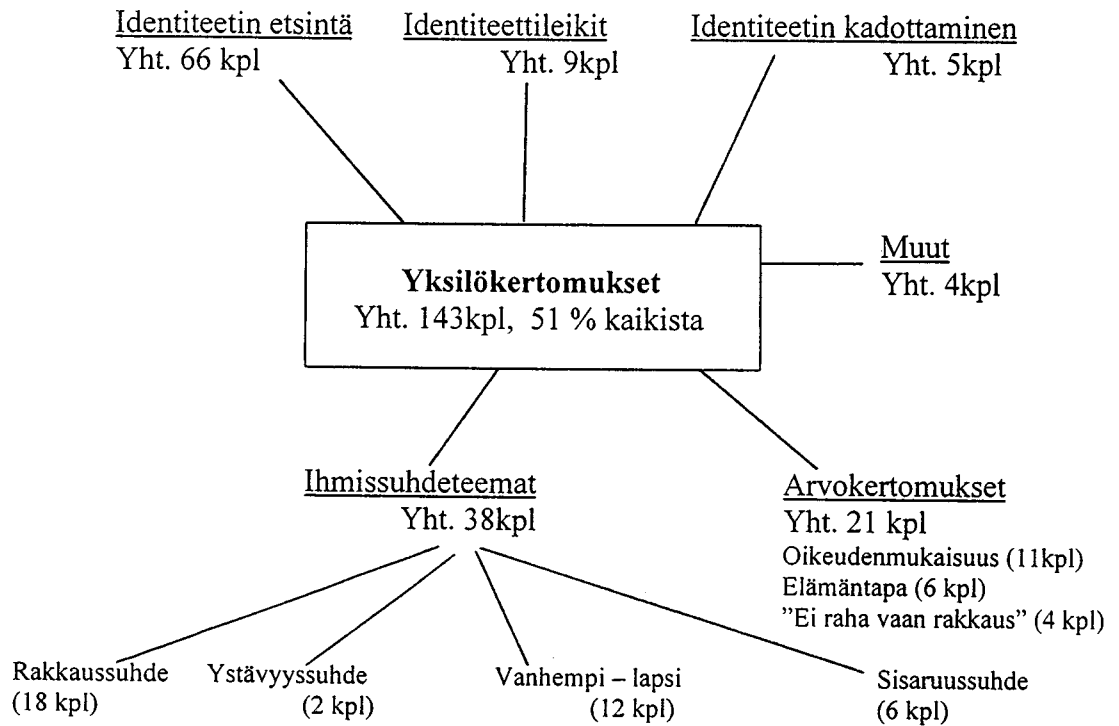 Identiteetin etsintä
Yht. 66 kpl
Identiteettileikit
Yht. 9kpl
Identiteetin kadottaminen
Yht. 5kpl
Muut
Yht. 4kpl
Yksilökertomukset
Yht. 143kpl, 51 % kaikista
Ihmissuhdeteemat
Yht. 38kpl
Arvokertomukset
Yht. 21 kpl
Oikeudenmukaisuus (11kpl)
Elämäntapa (6 kpl)
”Ei raha vaan rakkaus” (4 kpl)
Rakkaussuhde
(18 kpl)
Ystävyyssuhde
(2 kpl)
Vanhempi – lapsi
(12 kpl)
Sisaruussuhde
(6 kpl)